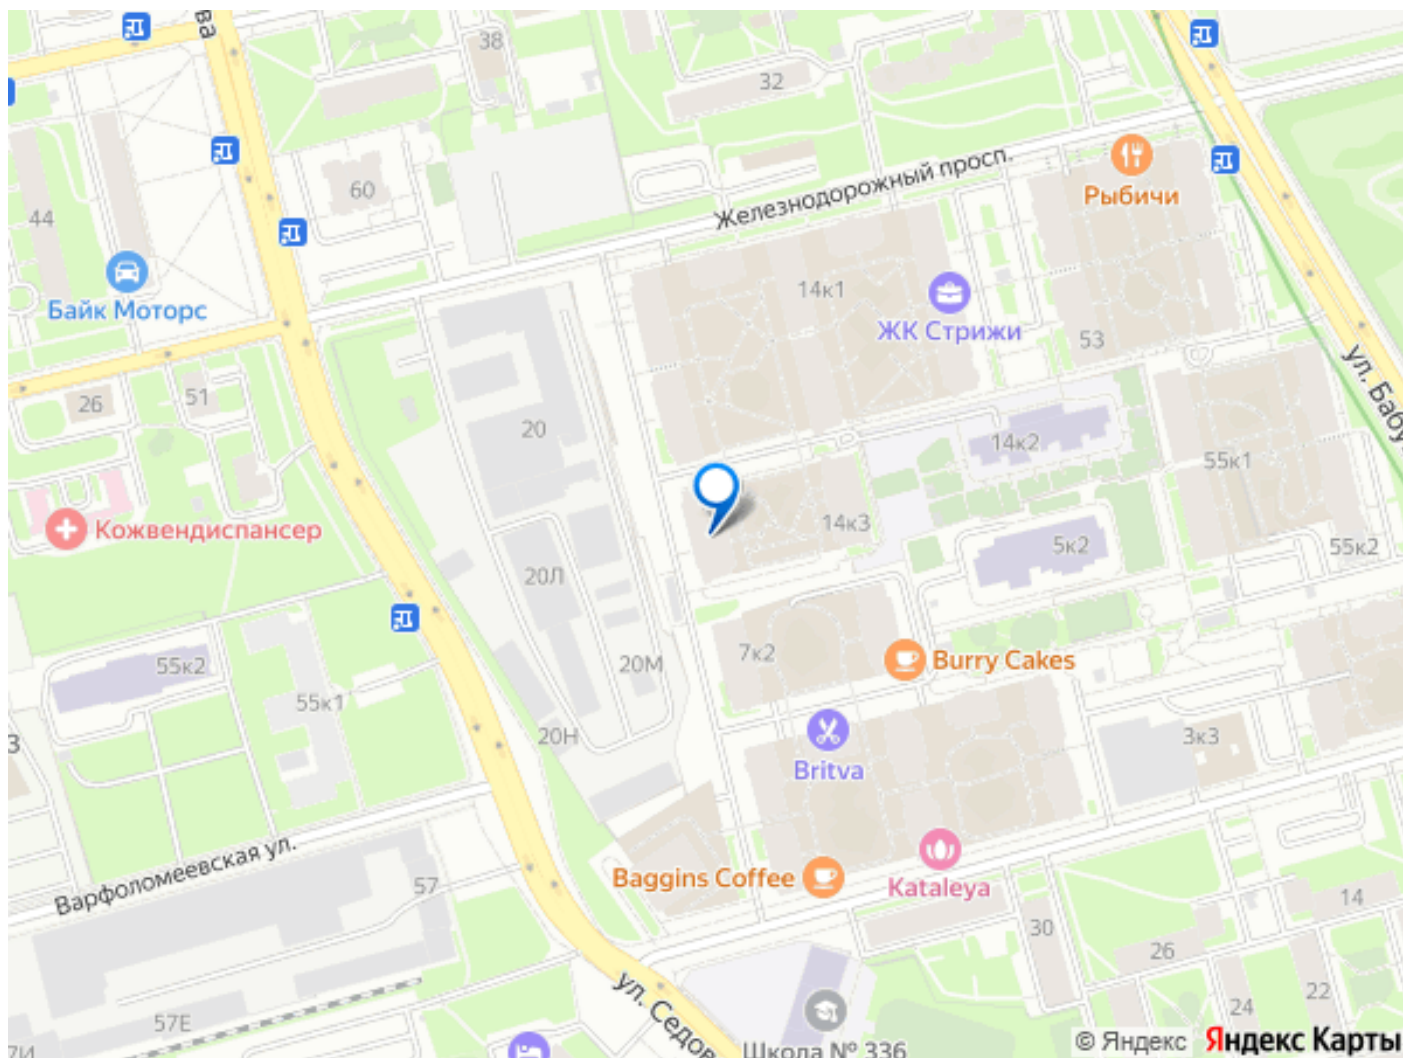 ва
38
32
44
60
Железнодорожный просп.
Рыбичи
Байк Моторс
14к1
ЖК Стрижи
53
ул. Бабу
26
51
20
14к2
55к1
Кожвендиспансер
14к3
5к2
55к2
20Л
7к2
Burry Cakes
55к2
20М
55к1
20Н
3к3
3
Britva
Варфоломеевская ул.
57
Baggins Coffee
Kataleya
14
30
26
24
22
57Е
ул. Седов
7И
Школа № 336
© Яндекс Яндекс Карты